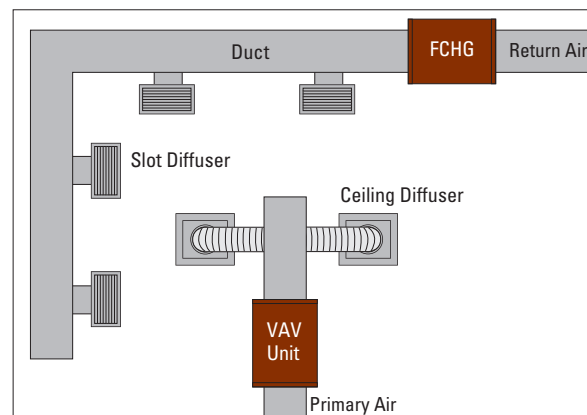 Duct
FCHG
Return Air
Slot Diffuser
Ceiling Diffuser
VAV
Unit
Primary Air